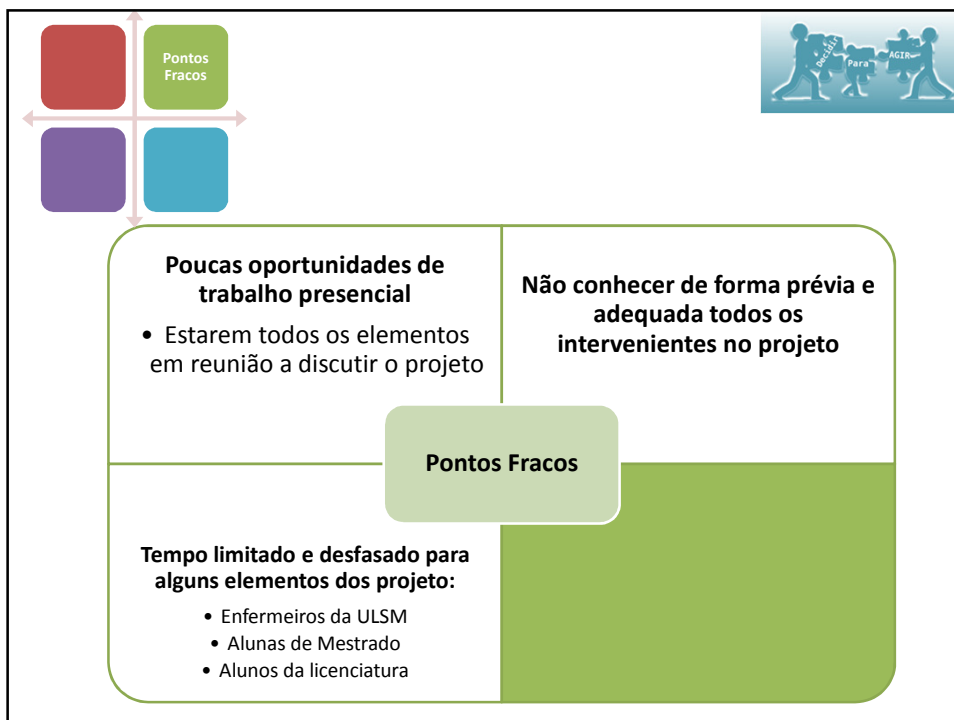 Pontos
Fracos
Decidir
Para
AGIR
Poucas oportunidades de
trabalho presencial
• Estarem todos os elementos
em reunião a discutir o projeto
Não conhecer de forma prévia e
adequada todos os
intervenientes no projeto
Pontos Fracos
Tempo limitado e desfasado para
alguns elementos dos projeto:
• Enfermeiros da ULSM
• Alunas de Mestrado
• Alunos da licenciatura